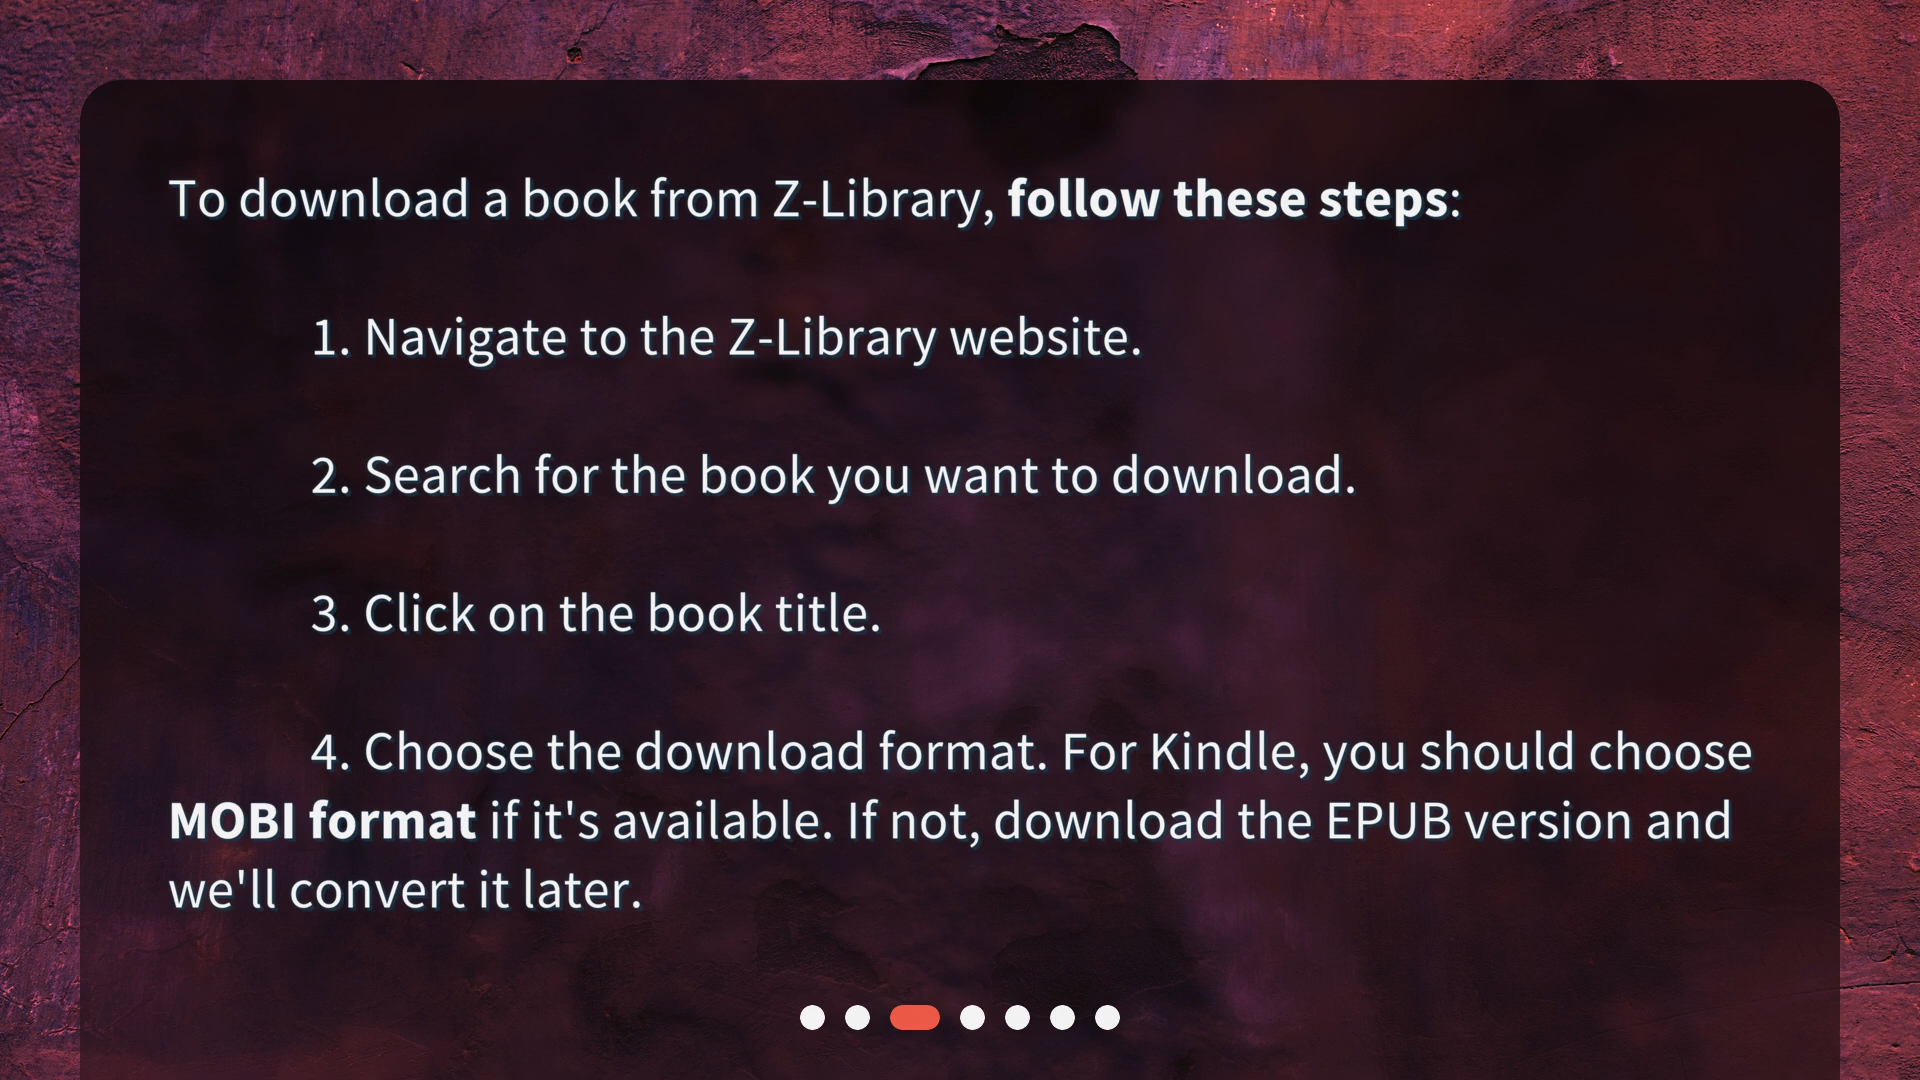 To download a book from Z-Library, follow these steps:
1. Navigate to the Z-Library website.
2. Search for the book you want to download.
3. Click on the book title.
4. Choose the download format. For Kindle, you should choose
MOBI format if it's available. If not, download the EPUB version and
we'll convert it later.